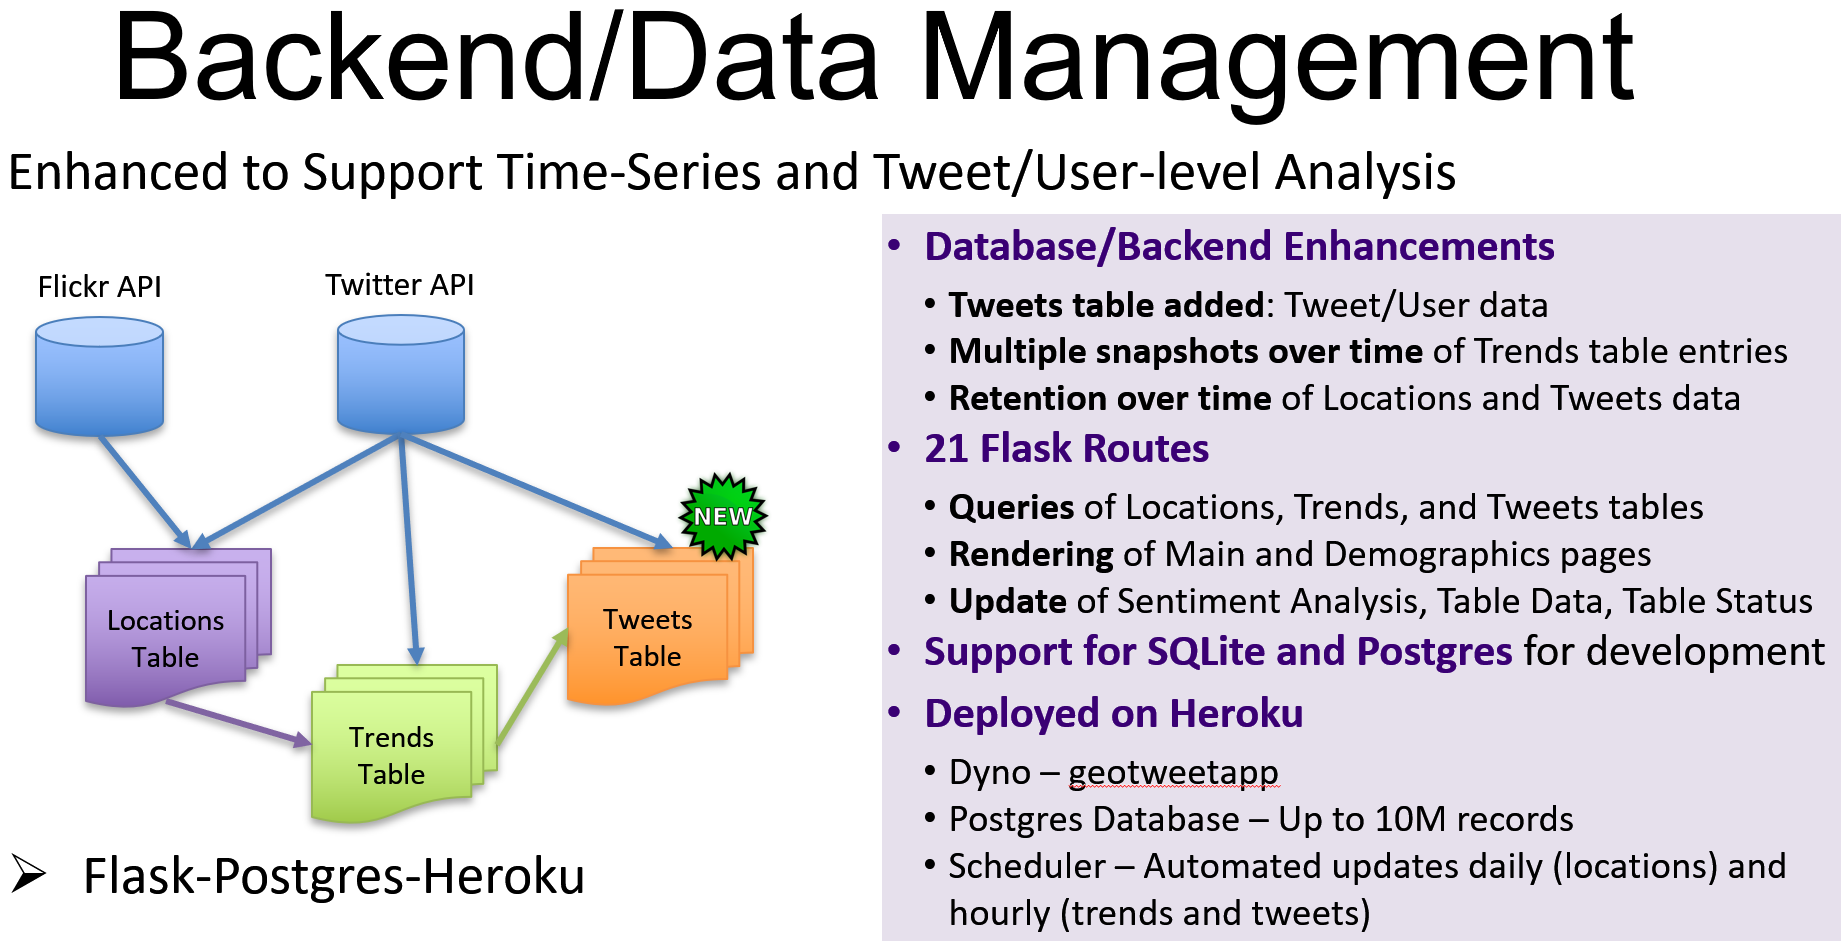 Backend/Data Management
Enhanced to Support Time-Series and Tweet/User-level Analysis
Flickr API
Twitter API
NEW
Locations
Table
Tweets
Table
Trends
Table
➢ Flask-Postgres-Heroku
• Database/Backend Enhancements
• Tweets table added: Tweet/User data
• Multiple snapshots over time of Trends table entries
• Retention over time of Locations and Tweets data
• 21 Flask Routes
• Queries of Locations, Trends, and Tweets tables
• Rendering of Main and Demographics pages
• Update of Sentiment Analysis, Table Data, Table Status
• Support for SQLite and Postgres for development
• Deployed on Heroku
• Dyno – geotweetapp
• Postgres Database – Up to 10M records
• Scheduler – Automated updates daily (locations) and
hourly (trends and tweets)